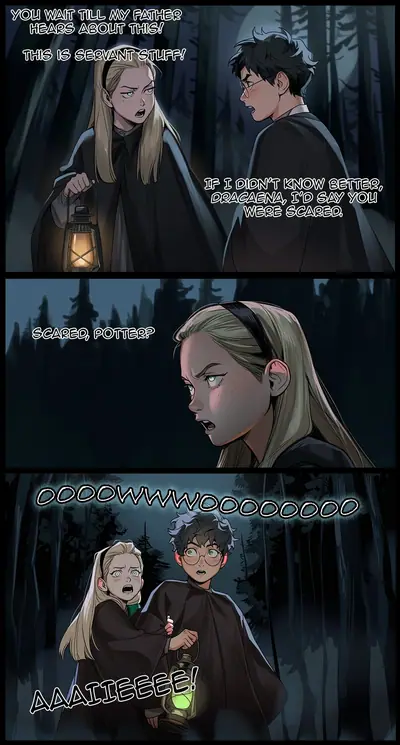 YOU WAIT TILL MY FATHER
HEARS ABOUT THIS!
THIS IS SERVANT STUFF!
IF I DIDN'T KNOW BETTER,
DRACAENA, I'D SAY YOU
WERE SCARED.
SCARED, POTTER?
OOOOWWWOOOOOOOO
AAAIIEEEE!